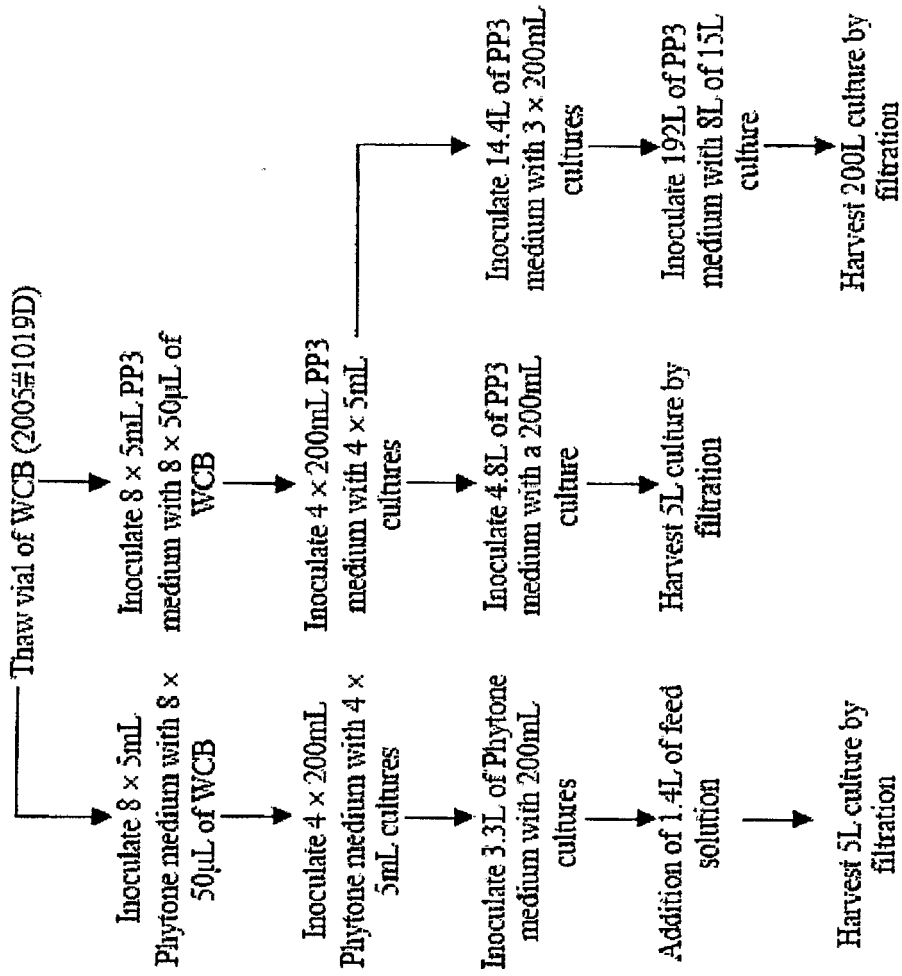 Thaw vial of WCB (2005#1019D)
Inoculate 8 × 5mL
Phytone medium with 8 ×
50µL of WCB
Inoculate 4 × 200mL
Phytone medium with 4 ×
5mL cultures
Inoculate 3.3L of Phytone
medium with 200mL
cultures
Addition of 1.4L of feed
solution
Harvest 5L culture by
filtration
Inoculate 8 × 5mL PP3
medium with 8 × 50µL of
WCB
Inoculate 4 × 200mL PP3
medium with 4 × 5mL
cultures
Inoculate 4.8L of PP3
medium with a 200mL
culture
Harvest 5L culture by
filtration
Inoculate 14.4L of PP3
medium with 3 × 200mL
cultures
Inoculate 192L of PP3
medium with 8L of 15L
culture
Harvest 200L culture by
filtration